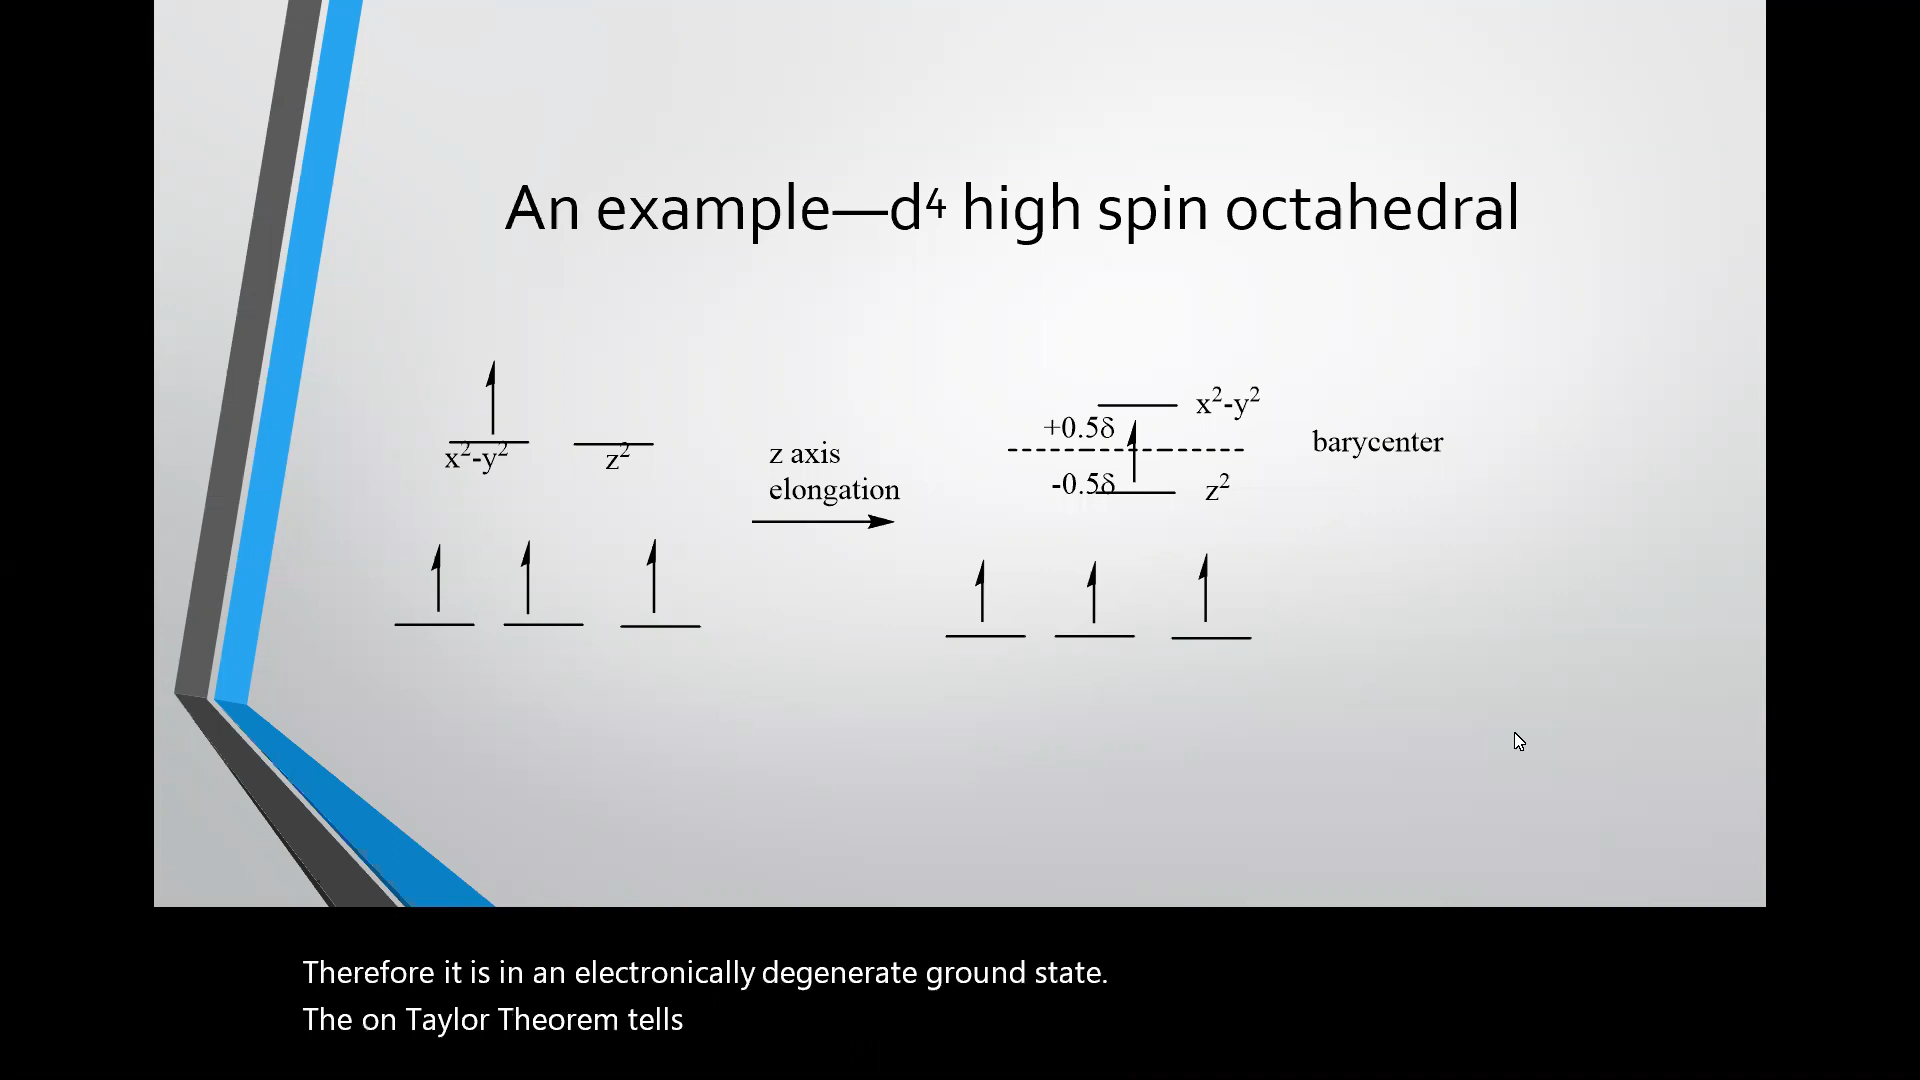 An example—d⁴ high spin octahedral
x²-y²
z²
z axis
elongation
x²-y²
+0.5δ
barycenter
-0.5δ
z²
Therefore it is in an electronically degenerate ground state.
The on Taylor Theorem tells